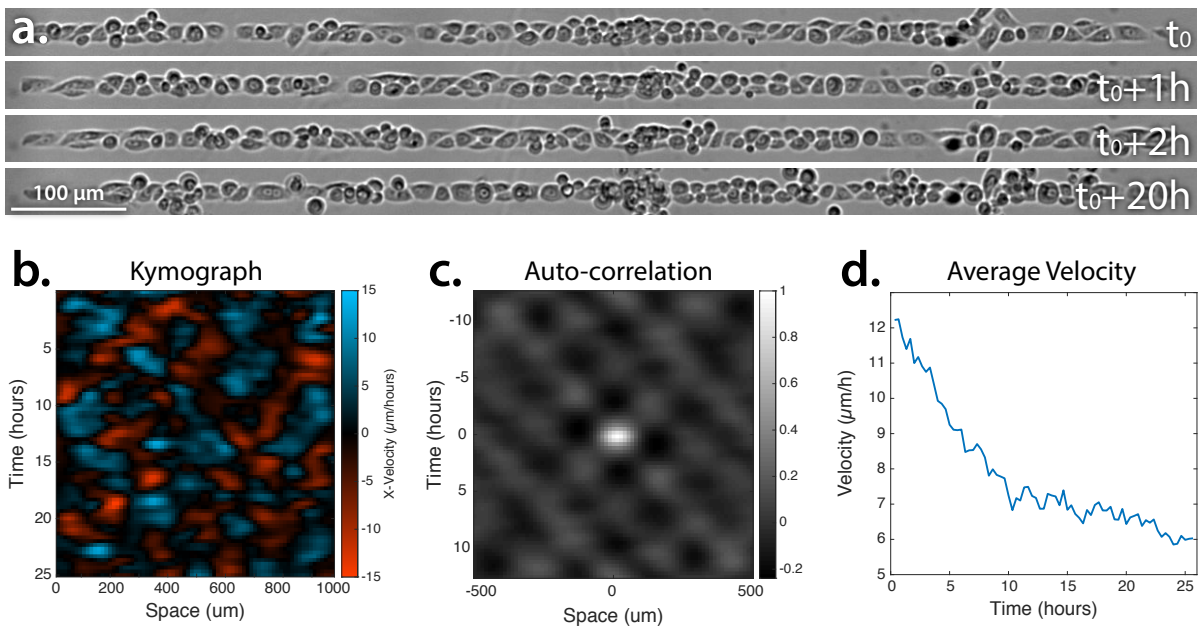 a.
t₀
t₀+1h
t₀+2h
100 µm
t₀+20h
b.
Kymograph
5
10
15
20
25
0
200
400
600
800
1000
Time (hours)
Space (um)
15
10
5
0
-5
-10
-15
X-Velocity (µm/hours)
c.
Auto-correlation
-10
-5
0
5
10
-500
0
500
Time (hours)
Space (um)
1
0.8
0.6
0.4
0.2
0
-0.2
d.
Average Velocity
12
11
10
9
8
7
6
5
0
5
10
15
20
25
Velocity (µm/h)
Time (hours)